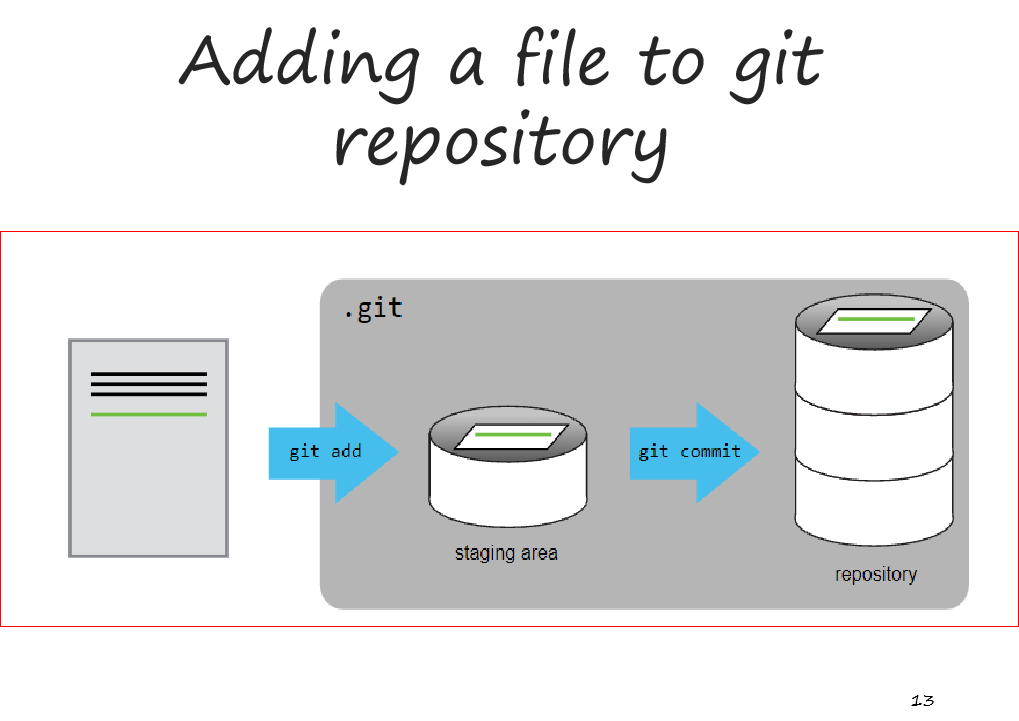 Adding a file to git
repository
.git
git add
git commit
staging area
repository
13